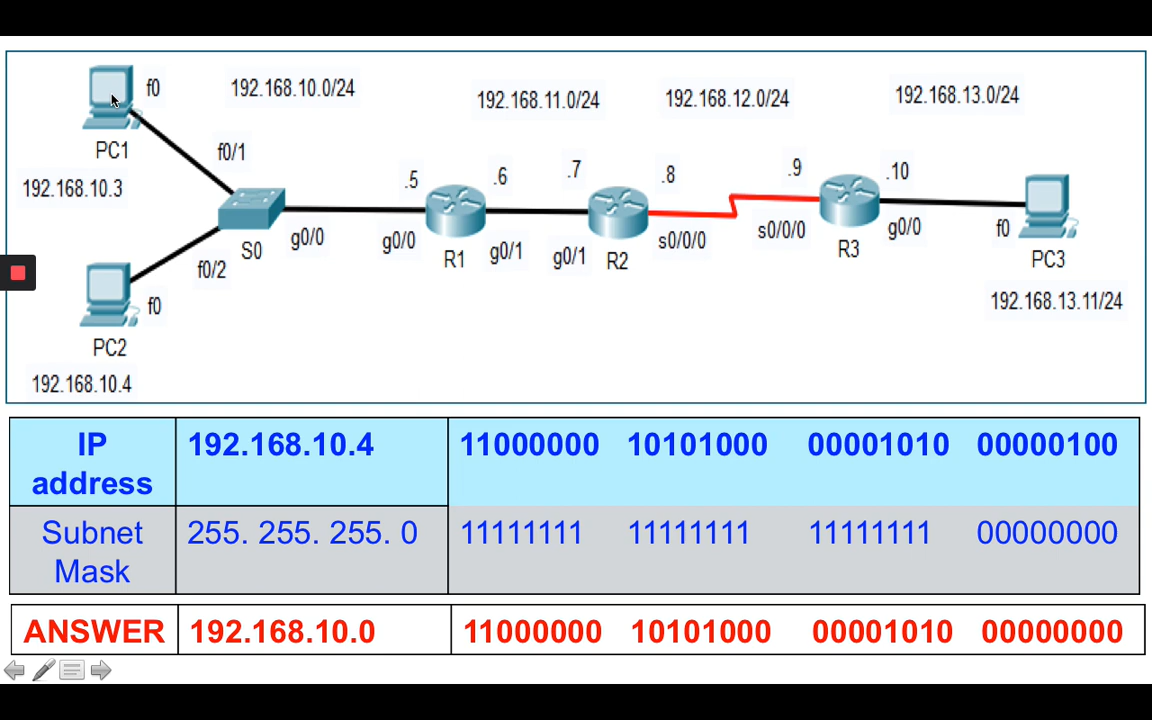 f0
192.168.10.0/24
192.168.11.0/24
192.168.12.0/24
192.168.13.0/24
PC1
f0/1
192.168.10.3
.5
.6
.7
.8
.9
.10
S0
g0/0
g0/0
R1
g0/1
g0/1
R2
s0/0/0
s0/0/0
R3
g0/0
f0
PC3
f0/2
f0
192.168.13.11/24
PC2
192.168.10.4
IP address 192.168.10.4 11000000 10101000 00001010 00000100
Subnet Mask 255. 255. 255. 0 11111111 11111111 11111111 00000000
ANSWER 192.168.10.0 11000000 10101000 00001010 00000000